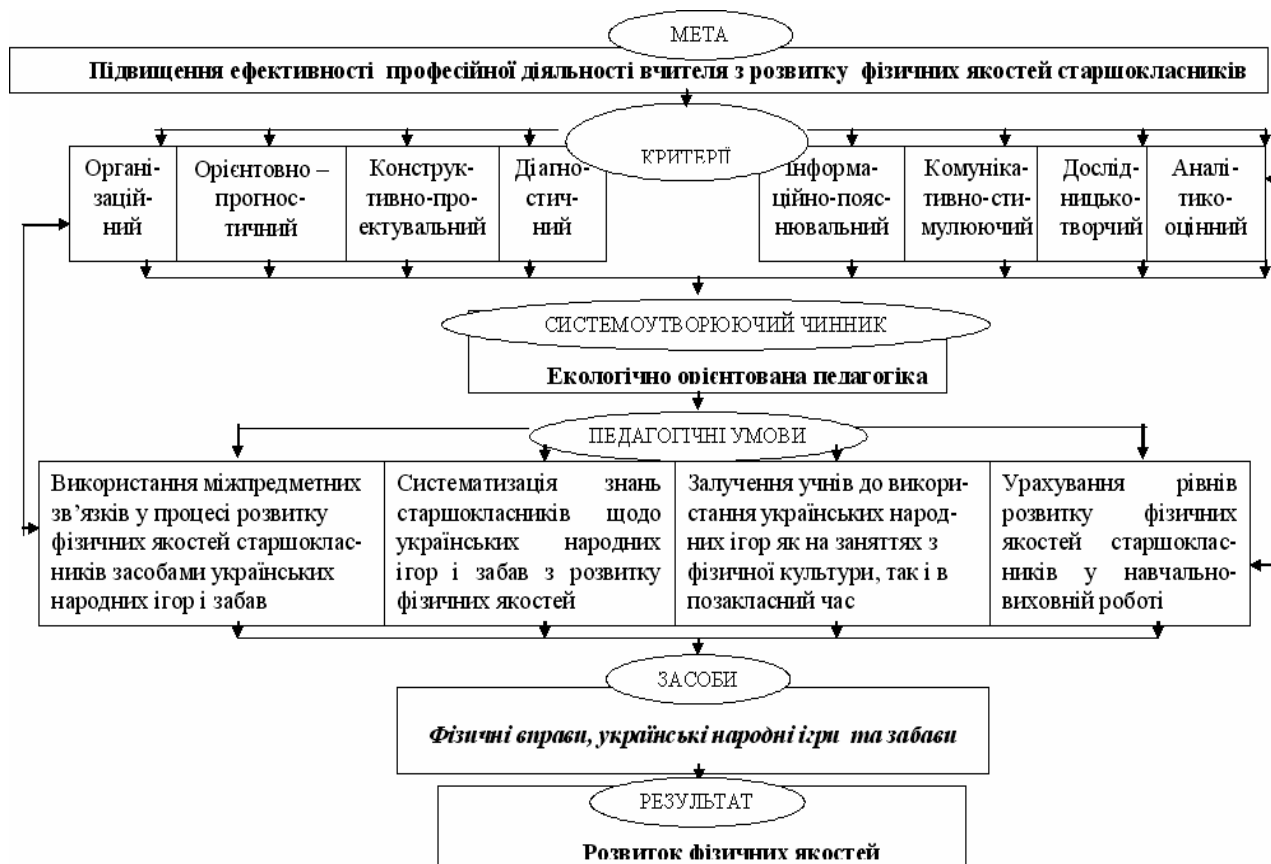 МЕТА
Підвищення ефективності професійної діяльності вчителя з розвитку фізичних якостей старшокласників
КРИТЕРІЇ
Органі-
зацій-
ний
Орієнтовно –
прогнос-
тичний
Конструк-
тивно-про-
ектувальний
Діагно-
стич-
ний
Інформа-
ційно-пояс-
нювальний
Комуніка-
тивно-сти-
мулюючий
Дослід-
ницько-
творчий
Аналі-
тико-
оцінний
СИСТЕМОУТВОРЮЮЧИЙ ЧИННИК
Екологічно орієнтована педагогіка
ПЕДАГОГІЧНІ УМОВИ
Використання міжпредметних
зв’язків у процесі розвитку
фізичних якостей старшоклас-
ників засобами українських
народних ігор і забав
Систематизація знань
старшокласників щодо
українських народних
ігор і забав з розвитку
фізичних якостей
Залучення учнів до викори-
стання українських народ-
них ігор як на заняттях з
фізичної культури, так і в
позакласний час
Урахування рівнів
розвитку фізичних
якостей старшоклас-
ників у навчально-
виховній роботі
ЗАСОБИ
Фізичні вправи, українські народні ігри та забави
РЕЗУЛЬТАТ
Розвиток фізичних якостей